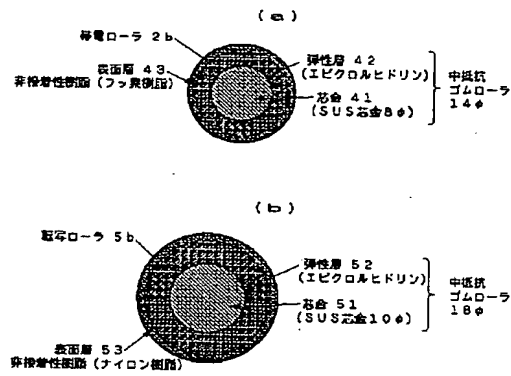 (a)
帯電ローラ 2b
表面層 43
非接着性樹脂 (フッ素樹脂)
弾性層 42
(エピクロルヒドリン)
芯金 41
(SUS芯金8φ)
中抵抗
ゴムローラ
14φ
(b)
転写ローラ 5b
弾性層 52
(エピクロルヒドリン)
芯金 51
(SUS芯金10φ)
中抵抗
ゴムローラ
18φ
表面層 53
非接着性樹脂 (ナイロン樹脂)